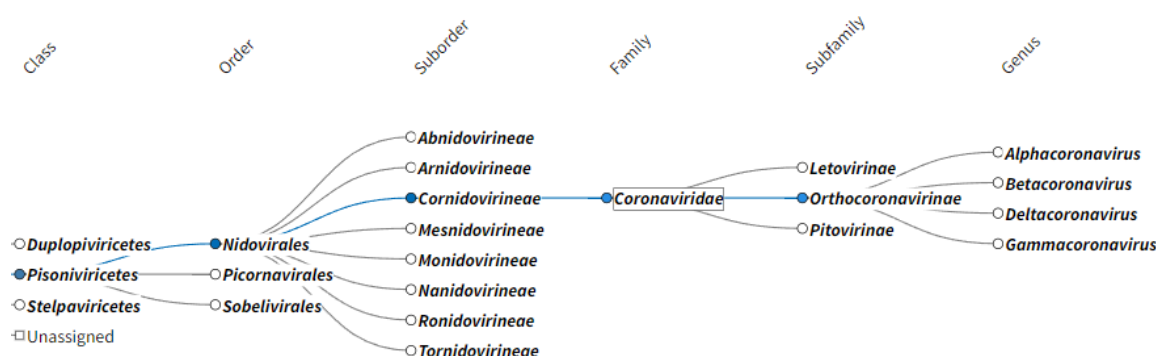 Class
Order
Suborder
Family
Subfamily
Genus
Duplopiviricetes
Pisoniviricetes
Stelpaviricetes
Unassigned
Nidovirales
Picornavirales
Sobelivirales
Abnidovirineae
Arnidovirineae
Cornidovirineae
Mesnidovirineae
Monidovirineae
Nanidovirineae
Ronidovirineae
Tornidovirineae
Coronaviridae
Letovirinae
Orthocoronavirinae
Pitovirinae
Alphacoronavirus
Betacoronavirus
Deltacoronavirus
Gammacoronavirus